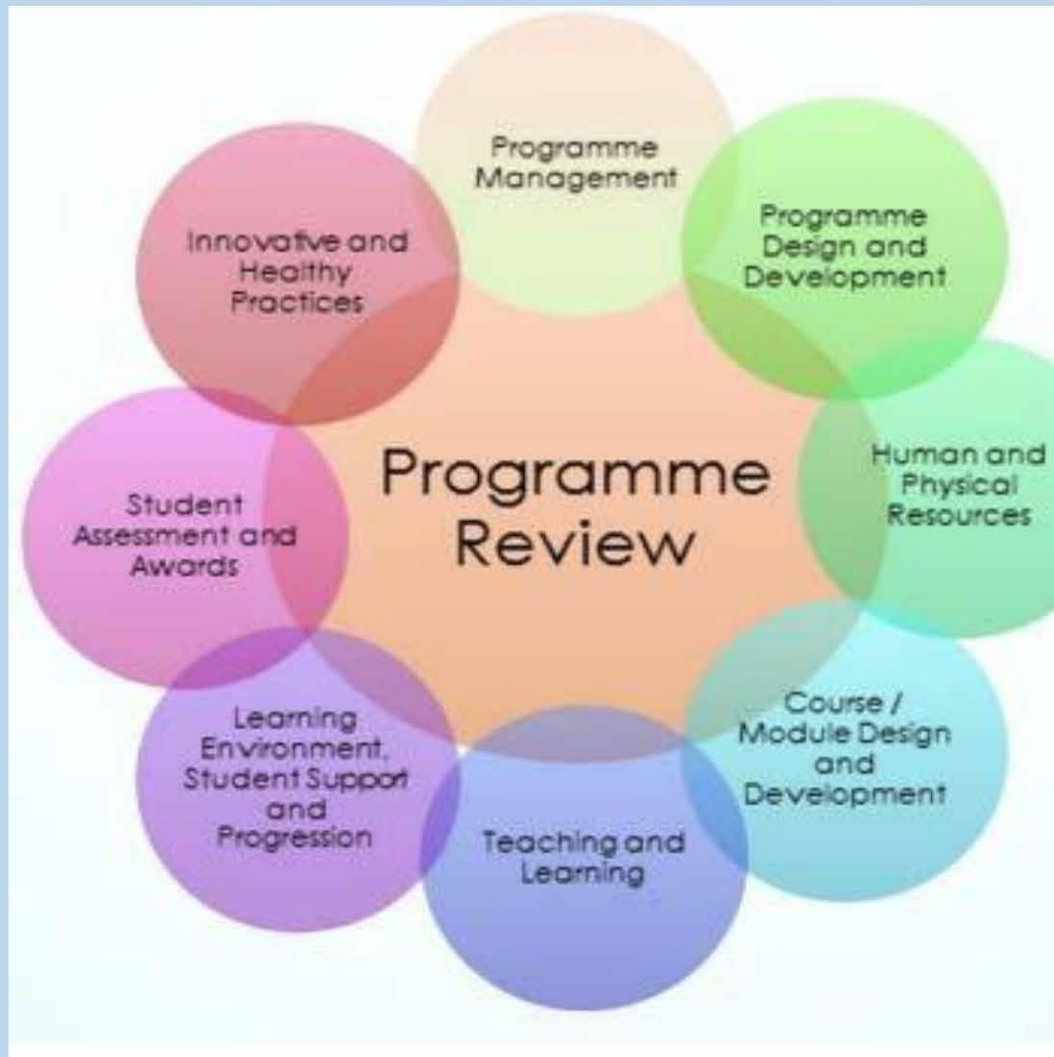 Programme
Management
Programme
Design and
Development
Human and
Physical
Resources
Course /
Module Design
and
Development
Teaching and
Learning
Learning
Environment,
Student Support
and
Progression
Student
Assessment and
Awards
Innovative and
Healthy
Practices
Programme
Review